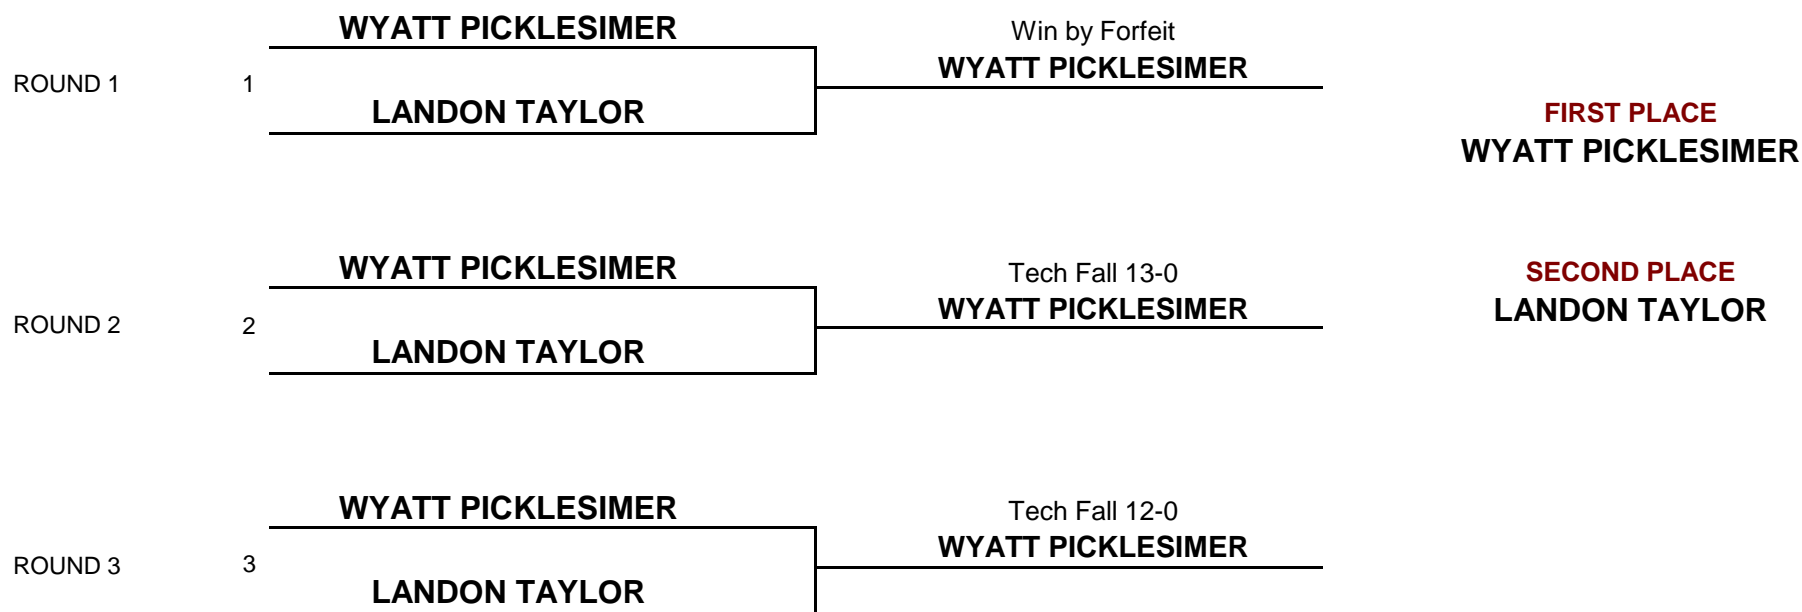 WYATT PICKLESIMER
Win by Forfeit
WYATT PICKLESIMER
ROUND 1
1
LANDON TAYLOR
FIRST PLACE
WYATT PICKLESIMER
WYATT PICKLESIMER
Tech Fall 13-0
WYATT PICKLESIMER
SECOND PLACE
LANDON TAYLOR
ROUND 2
2
LANDON TAYLOR
WYATT PICKLESIMER
Tech Fall 12-0
WYATT PICKLESIMER
ROUND 3
3
LANDON TAYLOR